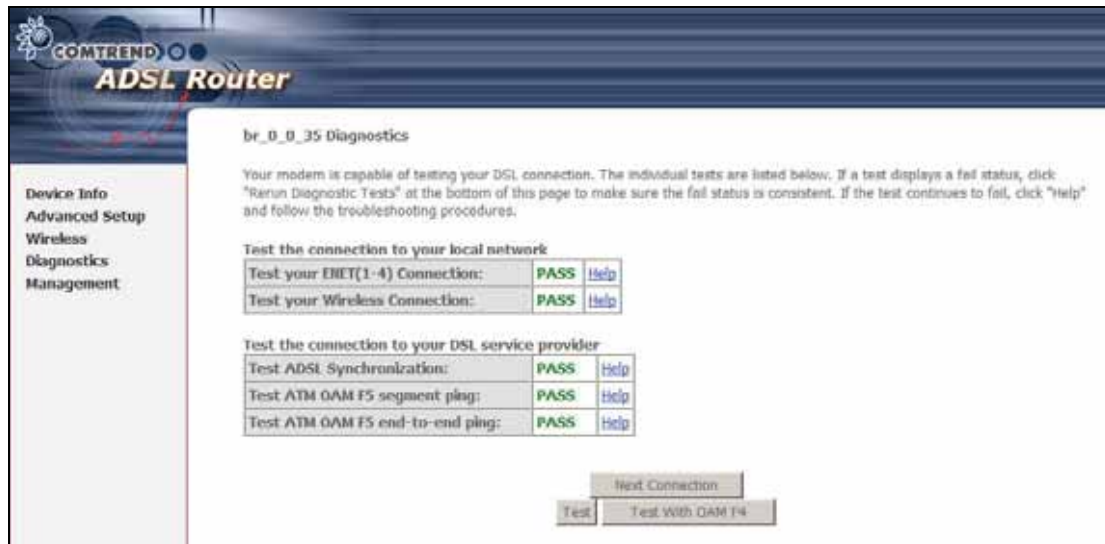 COMTREND
ADSL Router
Device Info
Advanced Setup
Wireless
Diagnostics
Management
br_0_0_35 Diagnostics
Your modem is capable of testing your DSL connection. The individual tests are listed below. If a test displays a fail status, click
"Rerun Diagnostic Tests" at the bottom of this page to make sure the fail status is consistent. If the test continues to fail, click "Help"
and follow the troubleshooting procedures.
Test the connection to your local network
Test your ENET(1-4) Connection: PASS Help
Test your Wireless Connection: PASS Help
Test the connection to your DSL service provider
Test ADSL Synchronization: PASS Help
Test ATM OAM F5 segment ping: PASS Help
Test ATM OAM F5 end-to-end ping: PASS Help
Next Connection
Test Test With OAM F4